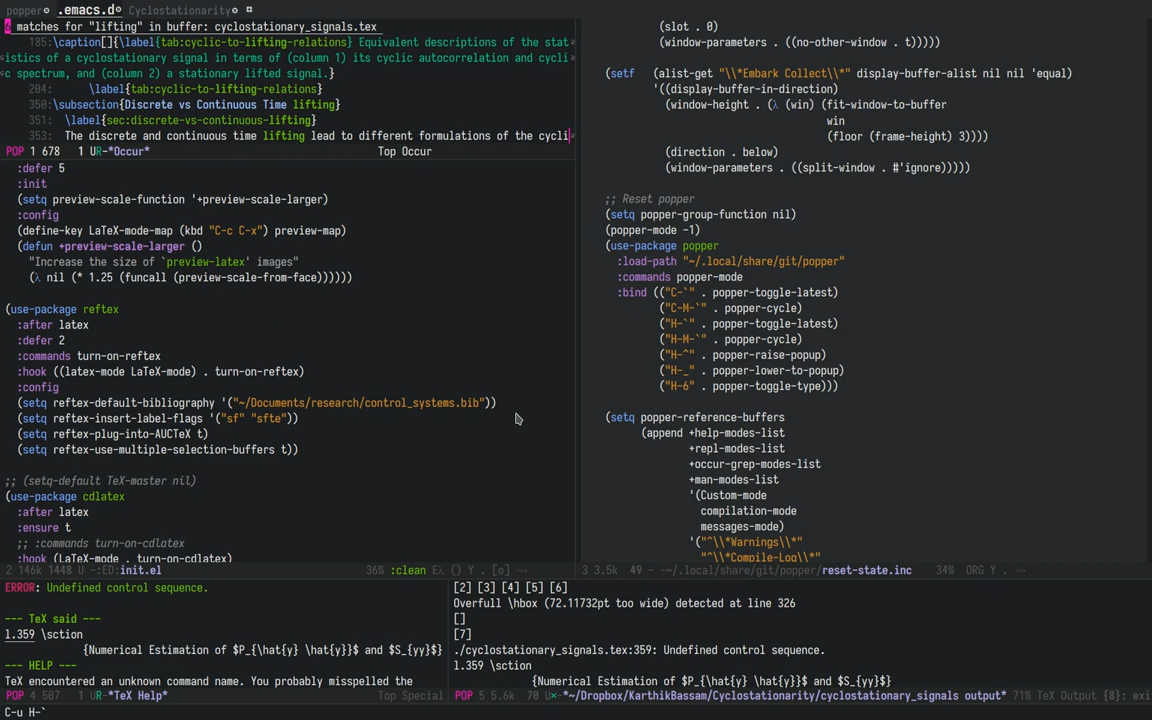 popper .emacs.d Cyclostationarity
6 matches for "lifting" in buffer: cyclostationary_signals.tex
185:\caption[]{\label{tab:cyclic-to-lifting-relations} Equivalent descriptions of the stat
istics of a cyclostationary signal in terms of (column 1) its cyclic autocorrelation and cycli
c spectrum, and (column 2) a stationary lifted signal.}
204: \label{tab:cyclic-to-lifting-relations}
350:\subsection{Discrete vs Continuous Time lifting}
351: \label{sec:discrete-vs-continuous-lifting}
353: The discrete and continuous time lifting lead to different formulations of the cycli
POP 1 678 1 UR-*Occur* Top Occur
:defer 5
:init
(setq preview-scale-function '+preview-scale-larger)
:config
(define-key LaTeX-mode-map (kbd "C-c C-x") preview-map)
(defun +preview-scale-larger ()
"Increase the size of `preview-latex' images"
(λ nil (* 1.25 (funcall (preview-scale-from-face))))))
(use-package reftex
:after latex
:defer 2
:commands turn-on-reftex
:hook ((latex-mode LaTeX-mode) . turn-on-reftex)
:config
(setq reftex-default-bibliography '("~/Documents/research/control_systems.bib"))
(setq reftex-insert-label-flags '("sf" "sfte"))
(setq reftex-plug-into-AUCTeX t)
(setq reftex-use-multiple-selection-buffers t))
;; (setq-default TeX-master nil)
(use-package cdlatex
:after latex
:ensure t
;; :commands turn-on-cdlatex
:hook (LaTeX-mode . turn-on-cdlatex)
2 146k 1448 U -:ED:init.el 36% :clean Eλ () Y . [o]
(slot . 0)
(window-parameters . ((no-other-window . t)))))
(setf (alist-get "\\*Embark Collect\\*" display-buffer-alist nil nil 'equal)
'((display-buffer-in-direction)
(window-height . (λ (win) (fit-window-to-buffer
win
(floor (frame-height) 3))))
(direction . below)
(window-parameters . ((split-window . #'ignore)))))
;; Reset popper
(setq popper-group-function nil)
(popper-mode -1)
(use-package popper
:load-path "~/.local/share/git/popper"
:commands popper-mode
:bind (("C-`" . popper-toggle-latest)
("C-M-`" . popper-cycle)
("H-`" . popper-toggle-latest)
("H-M-`" . popper-cycle)
("H-^" . popper-raise-popup)
("H-_" . popper-lower-to-popup)
("H-6" . popper-toggle-type)))
(setq popper-reference-buffers
(append +help-modes-list
+repl-modes-list
+occur-grep-modes-list
+man-modes-list
'(Custom-mode
compilation-mode
messages-mode)
'("^\\*Warnings\\*"
"^\\*Compile-Log\\*"
3 3.5k 49 - -~/.local/share/git/popper/reset-state.inc 34% ORG Y .
ERROR: Undefined control sequence.
--- TeX said ---
l.359 \sction
{Numerical Estimation of $P_{\hat{y} \hat{y}}$ and $S_{yy}$}
--- HELP ---
TeX encountered an unknown command name. You probably misspelled the
POP 4 507 1 UR-*TeX Help* Top Special
[2] [3] [4] [5] [6]
Overfull \hbox (72.11732pt too wide) detected at line 326
[]
[7]
./cyclostationary_signals.tex:359: Undefined control sequence.
l.359 \sction
{Numerical Estimation of $P_{\hat{y} \hat{y}}$ and $S_{yy}$}
POP 5 5.6k 70 U×-*~/Dropbox/KarthikBassam/Cyclostationarity/cyclostationary_signals output* 71% TeX Output {8}: exi
C-u H-`